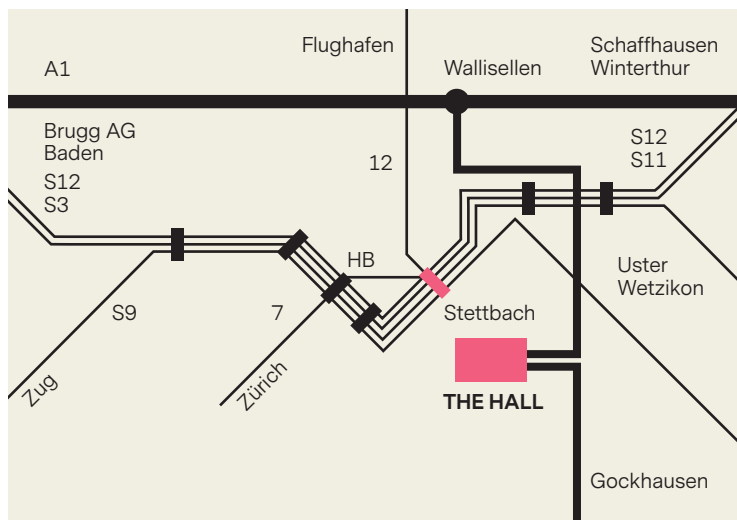 Flughafen
Schaffhausen
Winterthur
A1
Wallisellen
Brugg AG
Baden
S12
S3
12
S12
S11
HB
Uster
Wetzikon
S9
7
Stettbach
Zug
Zürich
THE HALL
Gockhausen